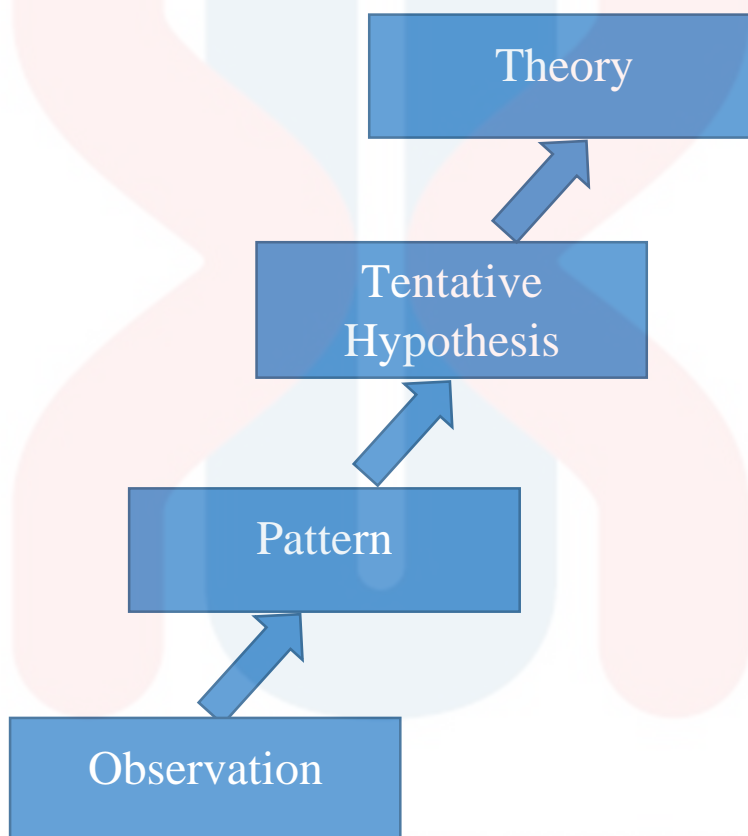 Theory
Tentative
Hypothesis
Pattern
Observation